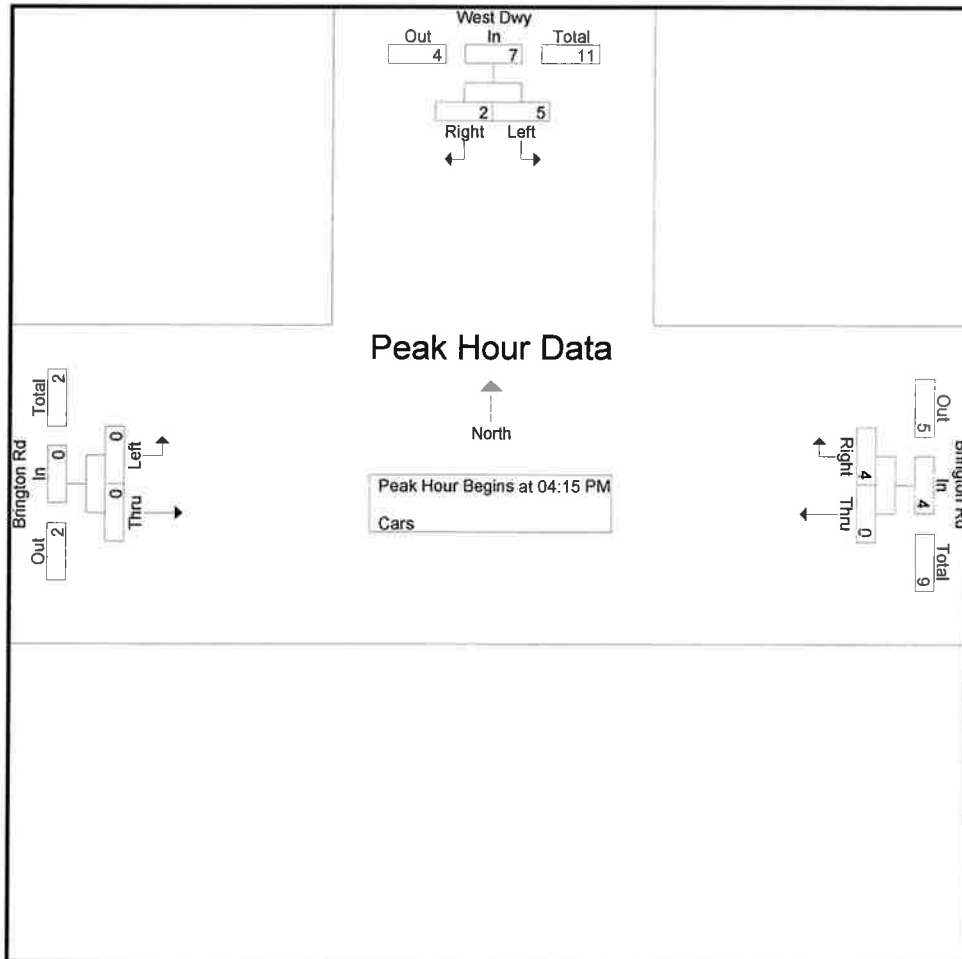 West Dwy
Out In Total
4 7 11
2 5
Right Left
Peak Hour Data
North
Peak Hour Begins at 04:15 PM
Cars
Brington Rd
Out In Total
2 0 2
0 0
Left Thru
Brington Rd
Out In Total
5 4 9
4 0
Right Thru